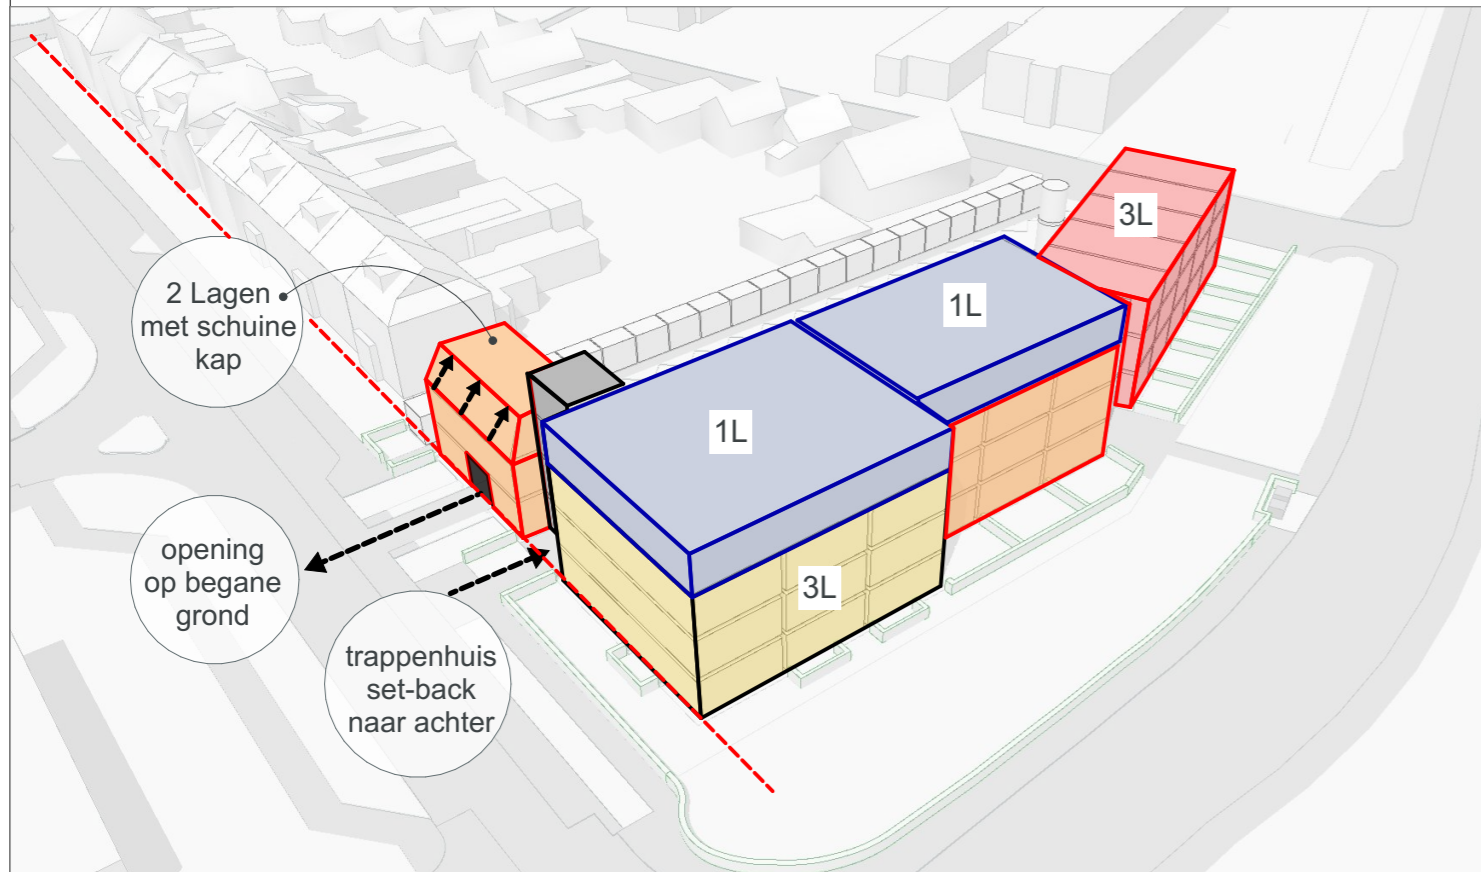 3L
1L
2 Lagen
met schuine
kap
1L
opening
op begane
grond
3L
trappenhuis
set-back
naar achter